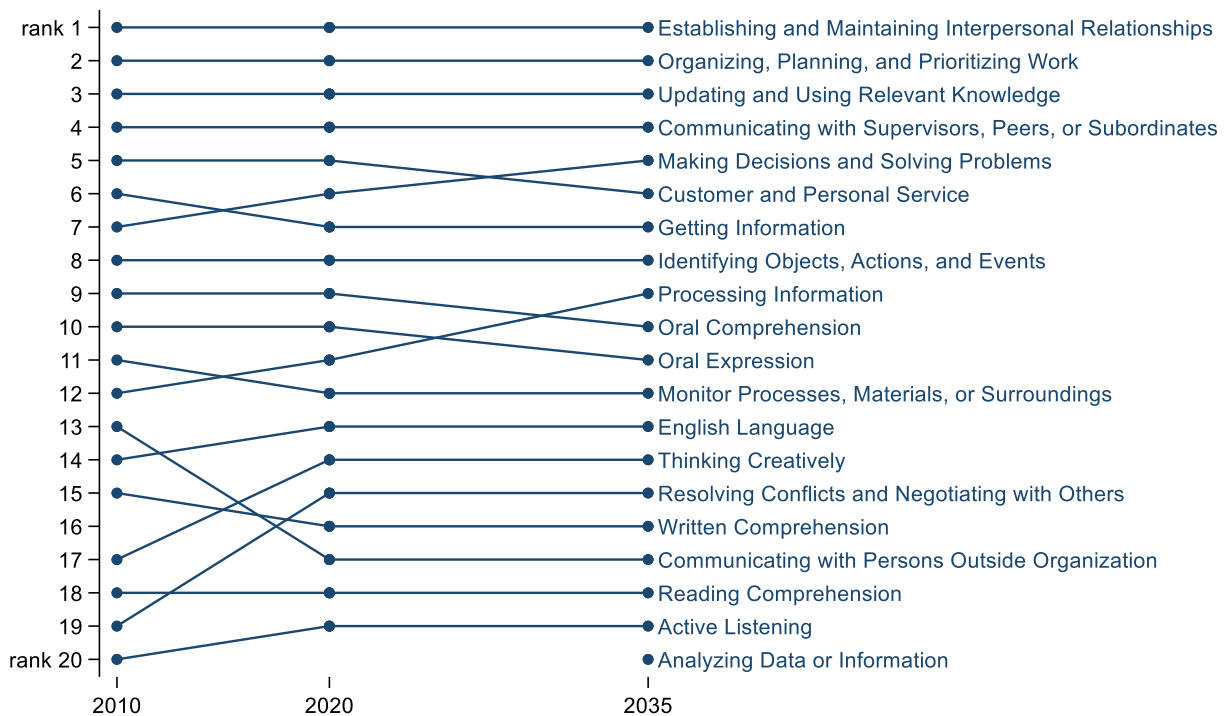 rank 1 Establishing and Maintaining Interpersonal Relationships
2 Organizing, Planning, and Prioritizing Work
3 Updating and Using Relevant Knowledge
4 Communicating with Supervisors, Peers, or Subordinates
5 Making Decisions and Solving Problems
6 Customer and Personal Service
7 Getting Information
8 Identifying Objects, Actions, and Events
9 Processing Information
10 Oral Comprehension
11 Oral Expression
12 Monitor Processes, Materials, or Surroundings
13 English Language
14 Thinking Creatively
15 Resolving Conflicts and Negotiating with Others
16 Written Comprehension
17 Communicating with Persons Outside Organization
18 Reading Comprehension
19 Active Listening
rank 20 Analyzing Data or Information
2010 2020 2035